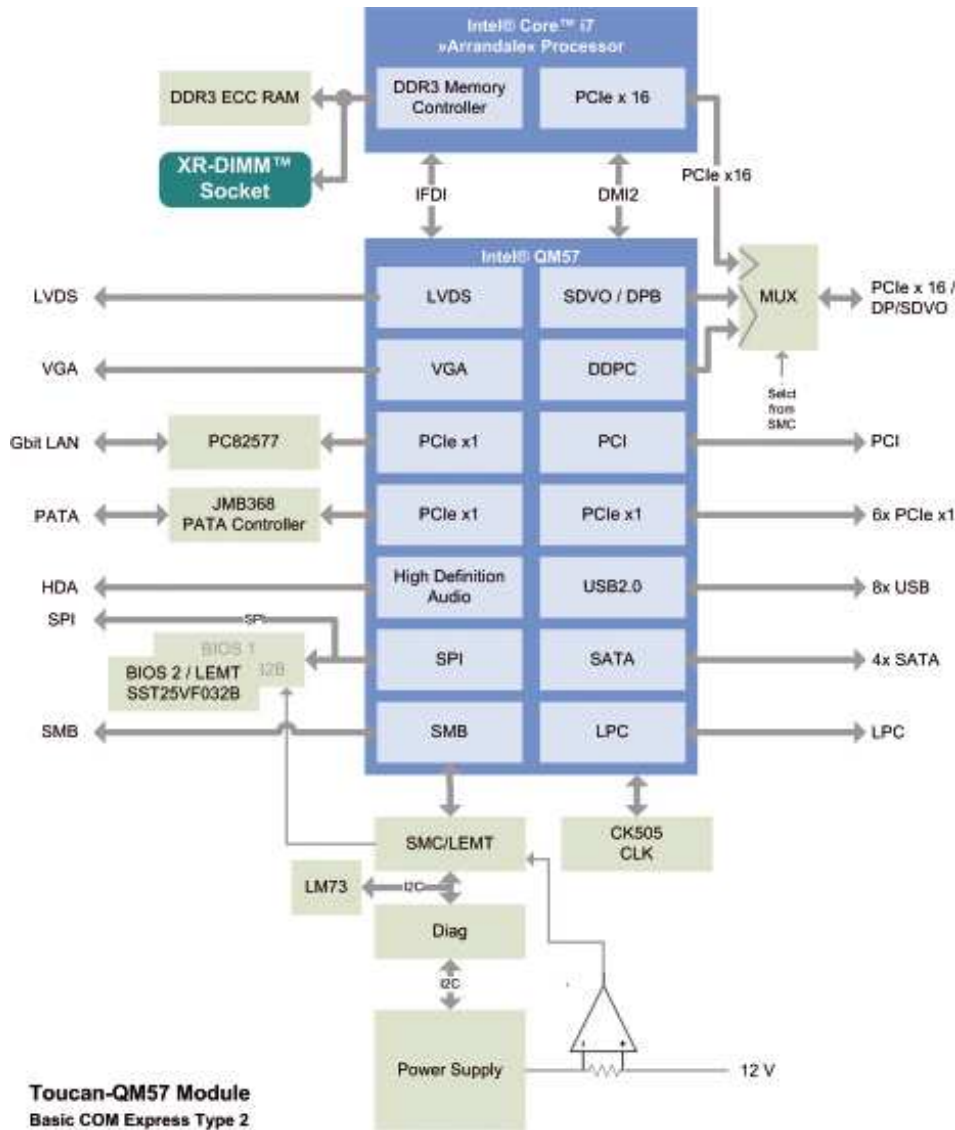 Intel® Core™ i7
»Arrandale« Processor
DDR3 ECC RAM
DDR3 Memory
Controller
PCIe x 16
XR-DIMM™
Socket
PCIe x16
IFDI
DMI2
Intel® QM57
LVDS
LVDS
SDVO / DPB
MUX
PCIe x 16 /
DP/SDVO
VGA
VGA
DDPC
Selct
from
SMC
Gbit LAN
PC82577
PCIe x1
PCI
PCI
PATA
JMB368
PATA Controller
PCIe x1
PCIe x1
6x PCIe x1
HDA
High Definition
Audio
USB2.0
8x USB
SPI
SPI
BIOS 1
32B
BIOS 2 / LEMT
SST25VF032B
SPI
SATA
4x SATA
SMB
SMB
LPC
LPC
SMC/LEMT
CK505
CLK
LM73
I2C
Diag
I2C
Power Supply
12 V
Toucan-QM57 Module
Basic COM Express Type 2